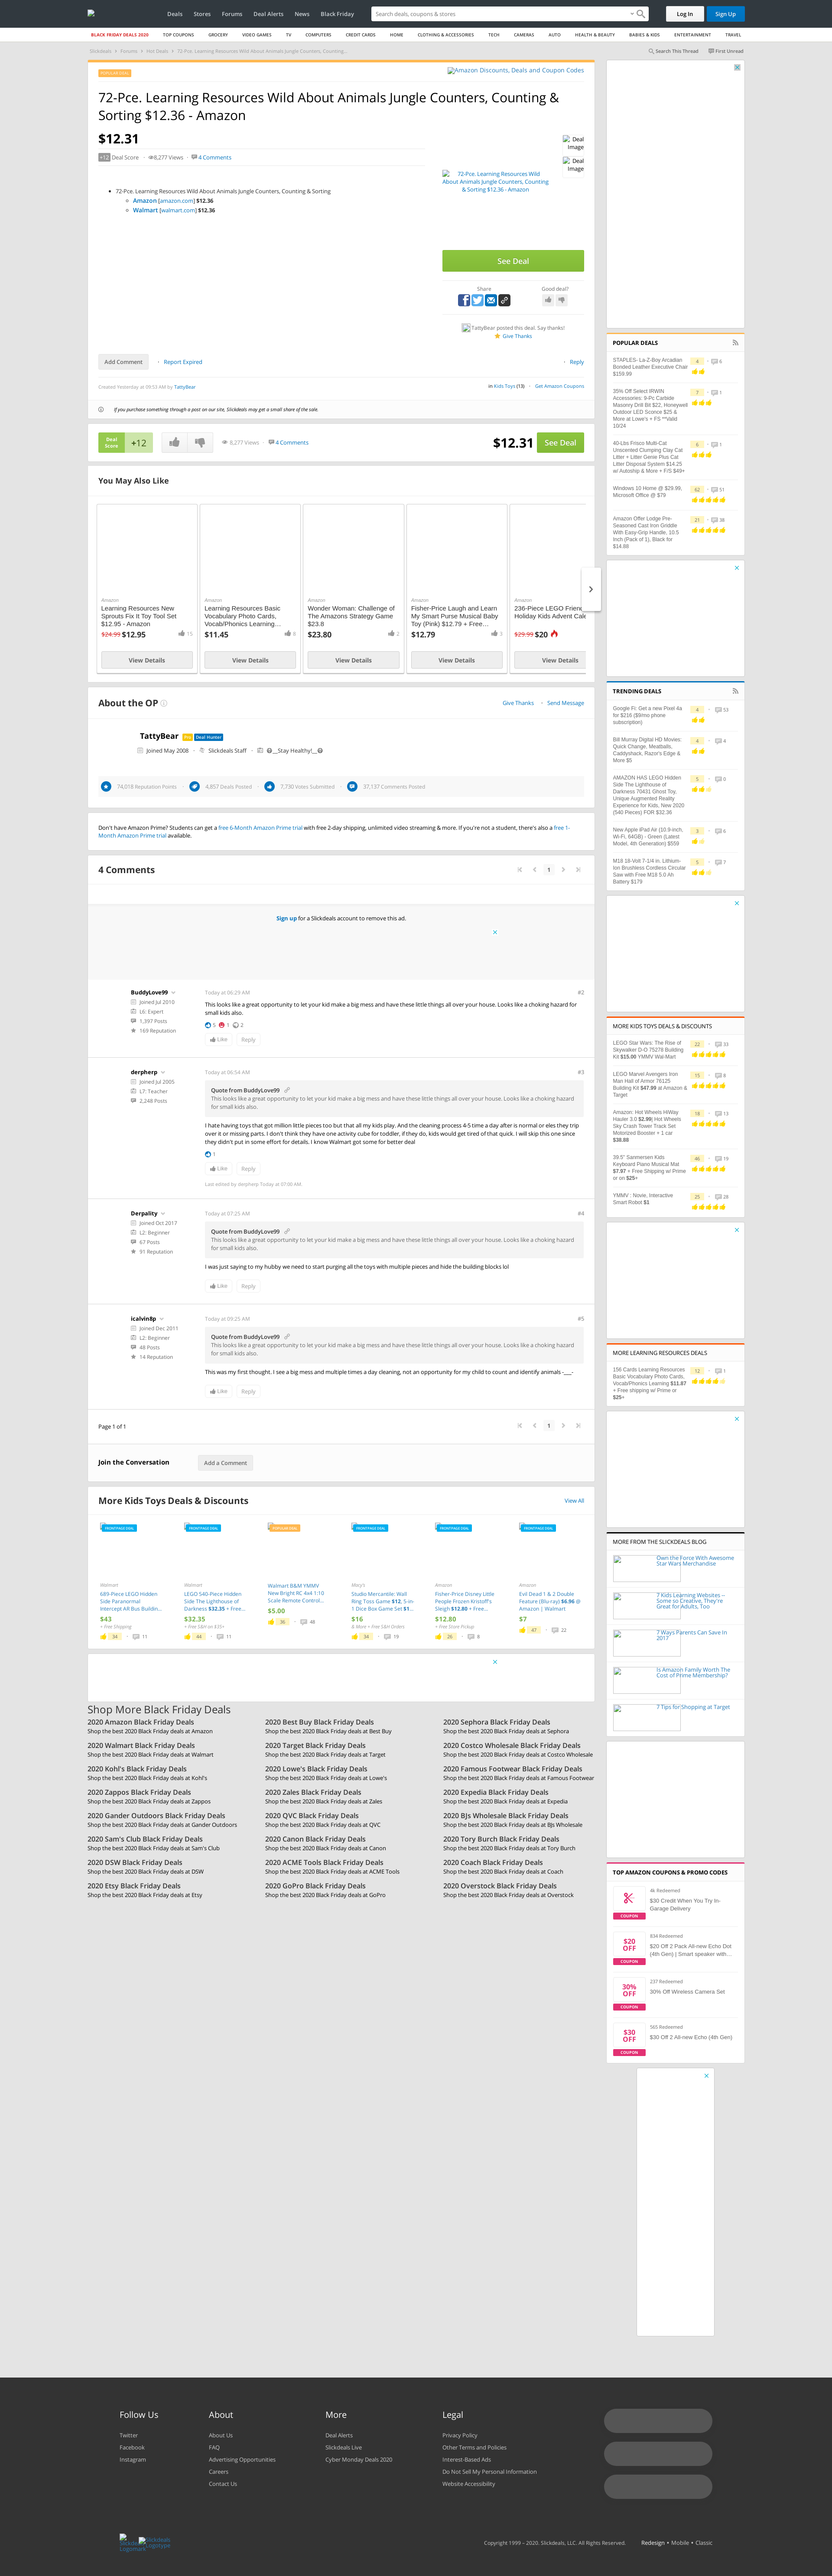 Deals Stores Forums Deal Alerts News Black Friday
Search deals, coupons & stores
Log In
Sign Up
BLACK FRIDAY DEALS 2020 TOP COUPONS GROCERY VIDEO GAMES TV COMPUTERS CREDIT CARDS HOME CLOTHING & ACCESSORIES TECH CAMERAS AUTO HEALTH & BEAUTY BABIES & KIDS ENTERTAINMENT TRAVEL
Slickdeals Forums Hot Deals 72-Pce. Learning Resources Wild About Animals Jungle Counters, Counting...
Search This Thread
First Unread
POPULAR DEAL
Amazon Discounts, Deals and Coupon Codes
72-Pce. Learning Resources Wild About Animals Jungle Counters, Counting &
Sorting $12.36 - Amazon
$12.31
+12 Deal Score 8,277 Views 4 Comments
72-Pce. Learning Resources Wild About Animals Jungle Counters, Counting & Sorting
Amazon [amazon.com] $12.36
Walmart [walmart.com] $12.36
72-Pce. Learning Resources Wild
About Animals Jungle Counters, Counting
& Sorting $12.36 - Amazon
Deal
Image
Deal
Image
See Deal
Share
Good deal?
TattyBear posted this deal. Say thanks!
Give Thanks
Add Comment
Report Expired
Reply
Created Yesterday at 09:53 AM by TattyBear
in Kids Toys (13)
Get Amazon Coupons
If you purchase something through a post on our site, Slickdeals may get a small share of the sale.
Deal
Score
+12
8,277 Views
4 Comments
$12.31
See Deal
You May Also Like
Amazon
Learning Resources New
Sprouts Fix It Toy Tool Set
$12.95 - Amazon
$24.99 $12.95
15
View Details
Amazon
Learning Resources Basic
Vocabulary Photo Cards,
Vocab/Phonics Learning...
$11.45
8
View Details
Amazon
Wonder Woman: Challenge of
The Amazons Strategy Game
$23.8
$23.80
2
View Details
Amazon
Fisher-Price Laugh and Learn
My Smart Purse Musical Baby
Toy (Pink) $12.79 + Free...
$12.79
3
View Details
Amazon
236-Piece LEGO Friend
Holiday Kids Advent Cale
$29.99 $20
View Details
About the OP
Give Thanks
Send Message
TattyBear Pro Deal Hunter
Joined May 2008
Slickdeals Staff
__Stay Healthy!__
74,018 Reputation Points
4,857 Deals Posted
7,730 Votes Submitted
37,137 Comments Posted
Don't have Amazon Prime? Students can get a free 6-Month Amazon Prime trial with free 2-day shipping, unlimited video streaming & more. If you're not a student, there's also a free 1-
Month Amazon Prime trial available.
4 Comments
1
Sign up for a Slickdeals account to remove this ad.
BuddyLove99
Joined Jul 2010
L6: Expert
1,397 Posts
169 Reputation
Today at 06:29 AM
#2
This looks like a great opportunity to let your kid make a big mess and have these little things all over your house. Looks like a choking hazard for
small kids also.
5 1 2
Like
Reply
derpherp
Joined Jul 2005
L7: Teacher
2,248 Posts
Today at 06:54 AM
#3
Quote from BuddyLove99
This looks like a great opportunity to let your kid make a big mess and have these little things all over your house. Looks like a choking hazard
for small kids also.
I hate having toys that got million little pieces too but that all my kids play. And the cleaning process 4-5 time a day after is normal or eles they trip
over it or missing parts. I don't think they have one activity cube for toddler, if they do, kids would get tired of that quick. I will skip this one since
they didn't put in some effort for details. I know Walmart got some for better deal
1
Like
Reply
Last edited by derpherp Today at 07:00 AM.
Derpality
Joined Oct 2017
L2: Beginner
67 Posts
91 Reputation
Today at 07:25 AM
#4
Quote from BuddyLove99
This looks like a great opportunity to let your kid make a big mess and have these little things all over your house. Looks like a choking hazard
for small kids also.
I was just saying to my hubby we need to start purging all the toys with multiple pieces and hide the building blocks lol
Like
Reply
icalvin8p
Joined Dec 2011
L2: Beginner
48 Posts
14 Reputation
Today at 09:25 AM
#5
Quote from BuddyLove99
This looks like a great opportunity to let your kid make a big mess and have these little things all over your house. Looks like a choking hazard
for small kids also.
This was my first thought. I see a big mess and multiple times a day cleaning, not an opportunity for my child to count and identify animals -___-
Like
Reply
Page 1 of 1
1
Join the Conversation
Add a Comment
More Kids Toys Deals & Discounts
View All
FRONTPAGE DEAL
Walmart
689-Piece LEGO Hidden
Side Paranormal
Intercept AR Bus Buildin...
$43
+ Free Shipping
34 11
FRONTPAGE DEAL
Walmart
LEGO 540-Piece Hidden
Side The Lighthouse of
Darkness $32.35 + Free...
$32.35
+ Free S&H on $35+
44 11
POPULAR DEAL
Walmart B&M YMMV
New Bright RC 4x4 1:10
Scale Remote Control...
$5.00
36 48
FRONTPAGE DEAL
Macy's
Studio Mercantile: Wall
Ring Toss Game $12, 5-in-
1 Dice Box Game Set $1...
$16
& More + Free S&H Orders
34 19
FRONTPAGE DEAL
Amazon
Fisher-Price Disney Little
People Frozen Kristoff's
Sleigh $12.80 + Free...
$12.80
+ Free Store Pickup
26 8
FRONTPAGE DEAL
Amazon
Evil Dead 1 & 2 Double
Feature (Blu-ray) $6.96 @
Amazon | Walmart
$7
47 22
Shop More Black Friday Deals
2020 Amazon Black Friday Deals
Shop the best 2020 Black Friday deals at Amazon
2020 Walmart Black Friday Deals
Shop the best 2020 Black Friday deals at Walmart
2020 Kohl's Black Friday Deals
Shop the best 2020 Black Friday deals at Kohl's
2020 Zappos Black Friday Deals
Shop the best 2020 Black Friday deals at Zappos
2020 Gander Outdoors Black Friday Deals
Shop the best 2020 Black Friday deals at Gander Outdoors
2020 Sam's Club Black Friday Deals
Shop the best 2020 Black Friday deals at Sam's Club
2020 DSW Black Friday Deals
Shop the best 2020 Black Friday deals at DSW
2020 Etsy Black Friday Deals
Shop the best 2020 Black Friday deals at Etsy
2020 Best Buy Black Friday Deals
Shop the best 2020 Black Friday deals at Best Buy
2020 Target Black Friday Deals
Shop the best 2020 Black Friday deals at Target
2020 Lowe's Black Friday Deals
Shop the best 2020 Black Friday deals at Lowe's
2020 Zales Black Friday Deals
Shop the best 2020 Black Friday deals at Zales
2020 QVC Black Friday Deals
Shop the best 2020 Black Friday deals at QVC
2020 Canon Black Friday Deals
Shop the best 2020 Black Friday deals at Canon
2020 ACME Tools Black Friday Deals
Shop the best 2020 Black Friday deals at ACME Tools
2020 GoPro Black Friday Deals
Shop the best 2020 Black Friday deals at GoPro
2020 Sephora Black Friday Deals
Shop the best 2020 Black Friday deals at Sephora
2020 Costco Wholesale Black Friday Deals
Shop the best 2020 Black Friday deals at Costco Wholesale
2020 Famous Footwear Black Friday Deals
Shop the best 2020 Black Friday deals at Famous Footwear
2020 Expedia Black Friday Deals
Shop the best 2020 Black Friday deals at Expedia
2020 BJs Wholesale Black Friday Deals
Shop the best 2020 Black Friday deals at BJs Wholesale
2020 Tory Burch Black Friday Deals
Shop the best 2020 Black Friday deals at Tory Burch
2020 Coach Black Friday Deals
Shop the best 2020 Black Friday deals at Coach
2020 Overstock Black Friday Deals
Shop the best 2020 Black Friday deals at Overstock
POPULAR DEALS
STAPLES- La-Z-Boy Arcadian
Bonded Leather Executive Chair
$159.99
4 6
35% Off Select IRWIN
Accessories: 9-Pc Carbide
Masonry Drill Bit $22, Honeywell
Outdoor LED Sconce $25 &
More at Lowe's + FS **Valid
10/24
7 1
40-Lbs Frisco Multi-Cat
Unscented Clumping Clay Cat
Litter + Litter Genie Plus Cat
Litter Disposal System $14.25
w/ Autoship & More + F/S $49+
6 1
Windows 10 Home @ $29.99,
Microsoft Office @ $79
62 51
Amazon Offer Lodge Pre-
Seasoned Cast Iron Griddle
With Easy-Grip Handle, 10.5
Inch (Pack of 1), Black for
$14.88
21 38
TRENDING DEALS
Google Fi: Get a new Pixel 4a
for $216 ($9/mo phone
subscription)
4 53
Bill Murray Digital HD Movies:
Quick Change, Meatballs,
Caddyshack, Razor's Edge &
More $5
4 4
AMAZON HAS LEGO Hidden
Side The Lighthouse of
Darkness 70431 Ghost Toy,
Unique Augmented Reality
Experience for Kids, New 2020
(540 Pieces) FOR $32.36
5 0
New Apple iPad Air (10.9-inch,
Wi-Fi, 64GB) - Green (Latest
Model, 4th Generation) $559
3 6
M18 18-Volt 7-1/4 in. Lithium-
Ion Brushless Cordless Circular
Saw with Free M18 5.0 Ah
Battery $179
5 7
MORE KIDS TOYS DEALS & DISCOUNTS
LEGO Star Wars: The Rise of
Skywalker D-O 75278 Building
Kit $15.00 YMMV Wal-Mart
22 33
LEGO Marvel Avengers Iron
Man Hall of Armor 76125
Building Kit $47.99 at Amazon &
Target
15 8
Amazon: Hot Wheels HiWay
Hauler 3.0 $2.99| Hot Wheels
Sky Crash Tower Track Set
Motorized Booster + 1 car
$38.88
18 13
39.5" Sanmersen Kids
Keyboard Piano Musical Mat
$7.97 + Free Shipping w/ Prime
or on $25+
46 19
YMMV : Novie, Interactive
Smart Robot $1
25 28
MORE LEARNING RESOURCES DEALS
156 Cards Learning Resources
Basic Vocabulary Photo Cards,
Vocab/Phonics Learning $11.87
+ Free shipping w/ Prime or
$25+
12 1
MORE FROM THE SLICKDEALS BLOG
Own the Force With Awesome
Star Wars Merchandise
7 Kids Learning Websites –
Some so Creative, They're
Great for Adults, Too
7 Ways Parents Can Save In
2017
Is Amazon Family Worth The
Cost of Prime Membership?
7 Tips for Shopping at Target
TOP AMAZON COUPONS & PROMO CODES
COUPON
4k Redeemed
$30 Credit When You Try In-
Garage Delivery
$20
OFF
COUPON
834 Redeemed
$20 Off 2 Pack All-new Echo Dot
(4th Gen) | Smart speaker with...
30%
OFF
COUPON
237 Redeemed
30% Off Wireless Camera Set
$30
OFF
COUPON
565 Redeemed
$30 Off 2 All-new Echo (4th Gen)
Follow Us
Twitter
Facebook
Instagram
About
About Us
FAQ
Advertising Opportunities
Careers
Contact Us
More
Deal Alerts
Slickdeals Live
Cyber Monday Deals 2020
Legal
Privacy Policy
Other Terms and Policies
Interest-Based Ads
Do Not Sell My Personal Information
Website Accessibility
Slickdeals
Logomark
Slickdeals
Logotype
Copyright 1999 – 2020. Slickdeals, LLC. All Rights Reserved.
Redesign • Mobile • Classic